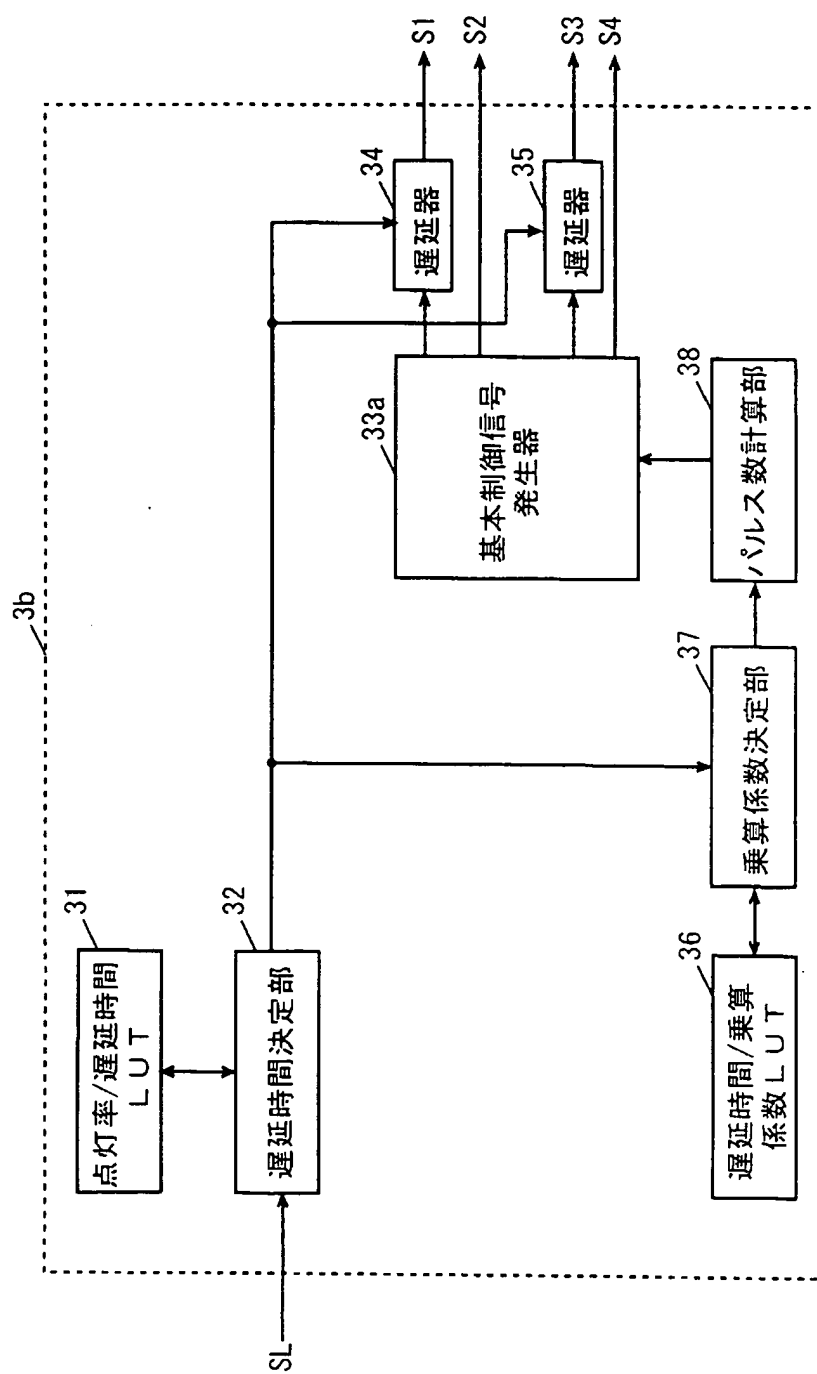 3b
31
点灯率/遅延時間
LUT
SL
32
遅延時間決定部
34
遅延器
S1
S2
35
遅延器
S3
S4
33a
基本制御信号
発生器
36
遅延時間/乗算
係数LUT
37
乗算係数決定部
38
パルス数計算部